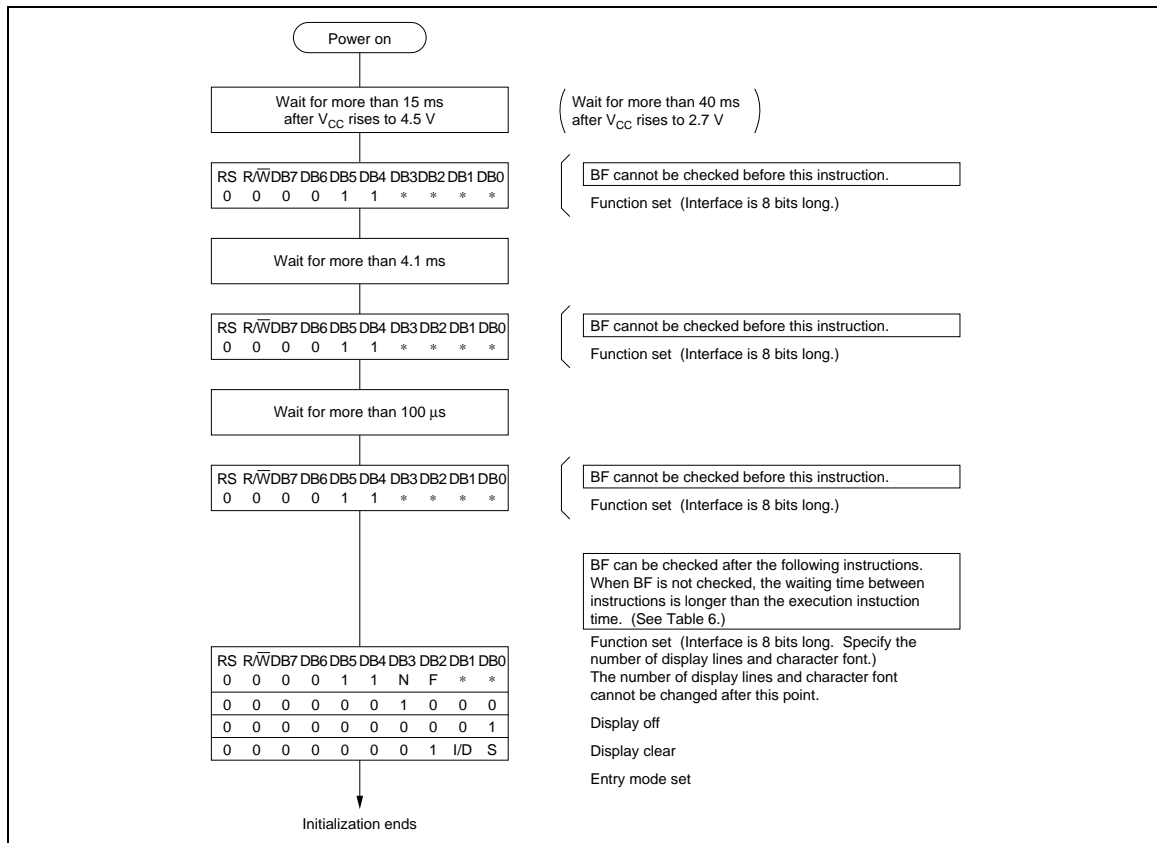 Power on
Wait for more than 15 ms
after VCC rises to 4.5 V
Wait for more than 40 ms
after VCC rises to 2.7 V
RS R/W̅ DB7 DB6 DB5 DB4 DB3 DB2 DB1 DB0
0 0 0 0 1 1 * * * *
BF cannot be checked before this instruction.
Function set (Interface is 8 bits long.)
Wait for more than 4.1 ms
RS R/W̅ DB7 DB6 DB5 DB4 DB3 DB2 DB1 DB0
0 0 0 0 1 1 * * * *
BF cannot be checked before this instruction.
Function set (Interface is 8 bits long.)
Wait for more than 100 µs
RS R/W̅ DB7 DB6 DB5 DB4 DB3 DB2 DB1 DB0
0 0 0 0 1 1 * * * *
BF cannot be checked before this instruction.
Function set (Interface is 8 bits long.)
BF can be checked after the following instructions.
When BF is not checked, the waiting time between
instructions is longer than the execution instuction
time. (See Table 6.)
RS R/W̅ DB7 DB6 DB5 DB4 DB3 DB2 DB1 DB0
0 0 0 0 1 1 N F * *
0 0 0 0 0 0 1 0 0 0
0 0 0 0 0 0 0 0 0 1
0 0 0 0 0 0 0 1 I/D S
Function set (Interface is 8 bits long. Specify the
number of display lines and character font.)
The number of display lines and character font
cannot be changed after this point.
Display off
Display clear
Entry mode set
Initialization ends